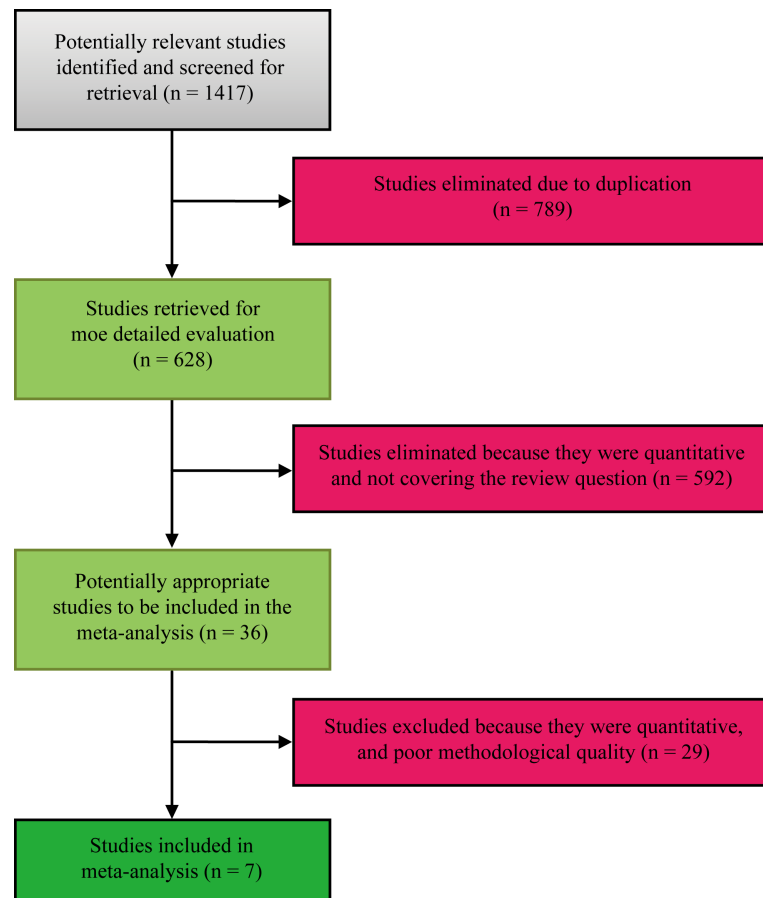 Potentially relevant studies
identified and screened for
retrieval (n = 1417)
Studies eliminated due to duplication
(n = 789)
Studies retrieved for
moe detailed evaluation
(n = 628)
Studies eliminated because they were quantitative
and not covering the review question (n = 592)
Potentially appropriate
studies to be included in the
meta-analysis (n = 36)
Studies excluded because they were quantitative,
and poor methodological quality (n = 29)
Studies included in
meta-analysis (n = 7)